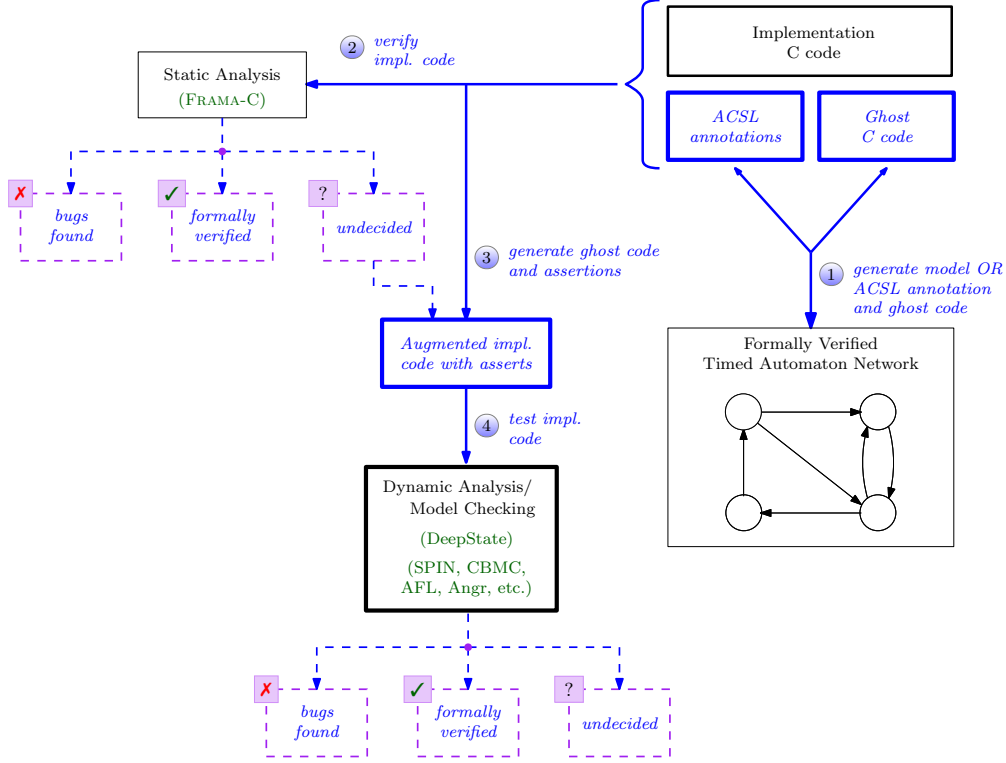 Implementation
C code
2
verify
impl. code
Static Analysis
(FRAMA-C)
ACSL
annotations
Ghost
C code
✗
bugs
found
✓
formally
verified
?
undecided
3
generate ghost code
and assertions
1
generate model OR
ACSL annotation
and ghost code
Augmented impl.
code with asserts
Formally Verified
Timed Automaton Network
4
test impl.
code
Dynamic Analysis/
Model Checking
(DeepState)
(SPIN, CBMC,
AFL, Angr, etc.)
✗
bugs
found
✓
formally
verified
?
undecided